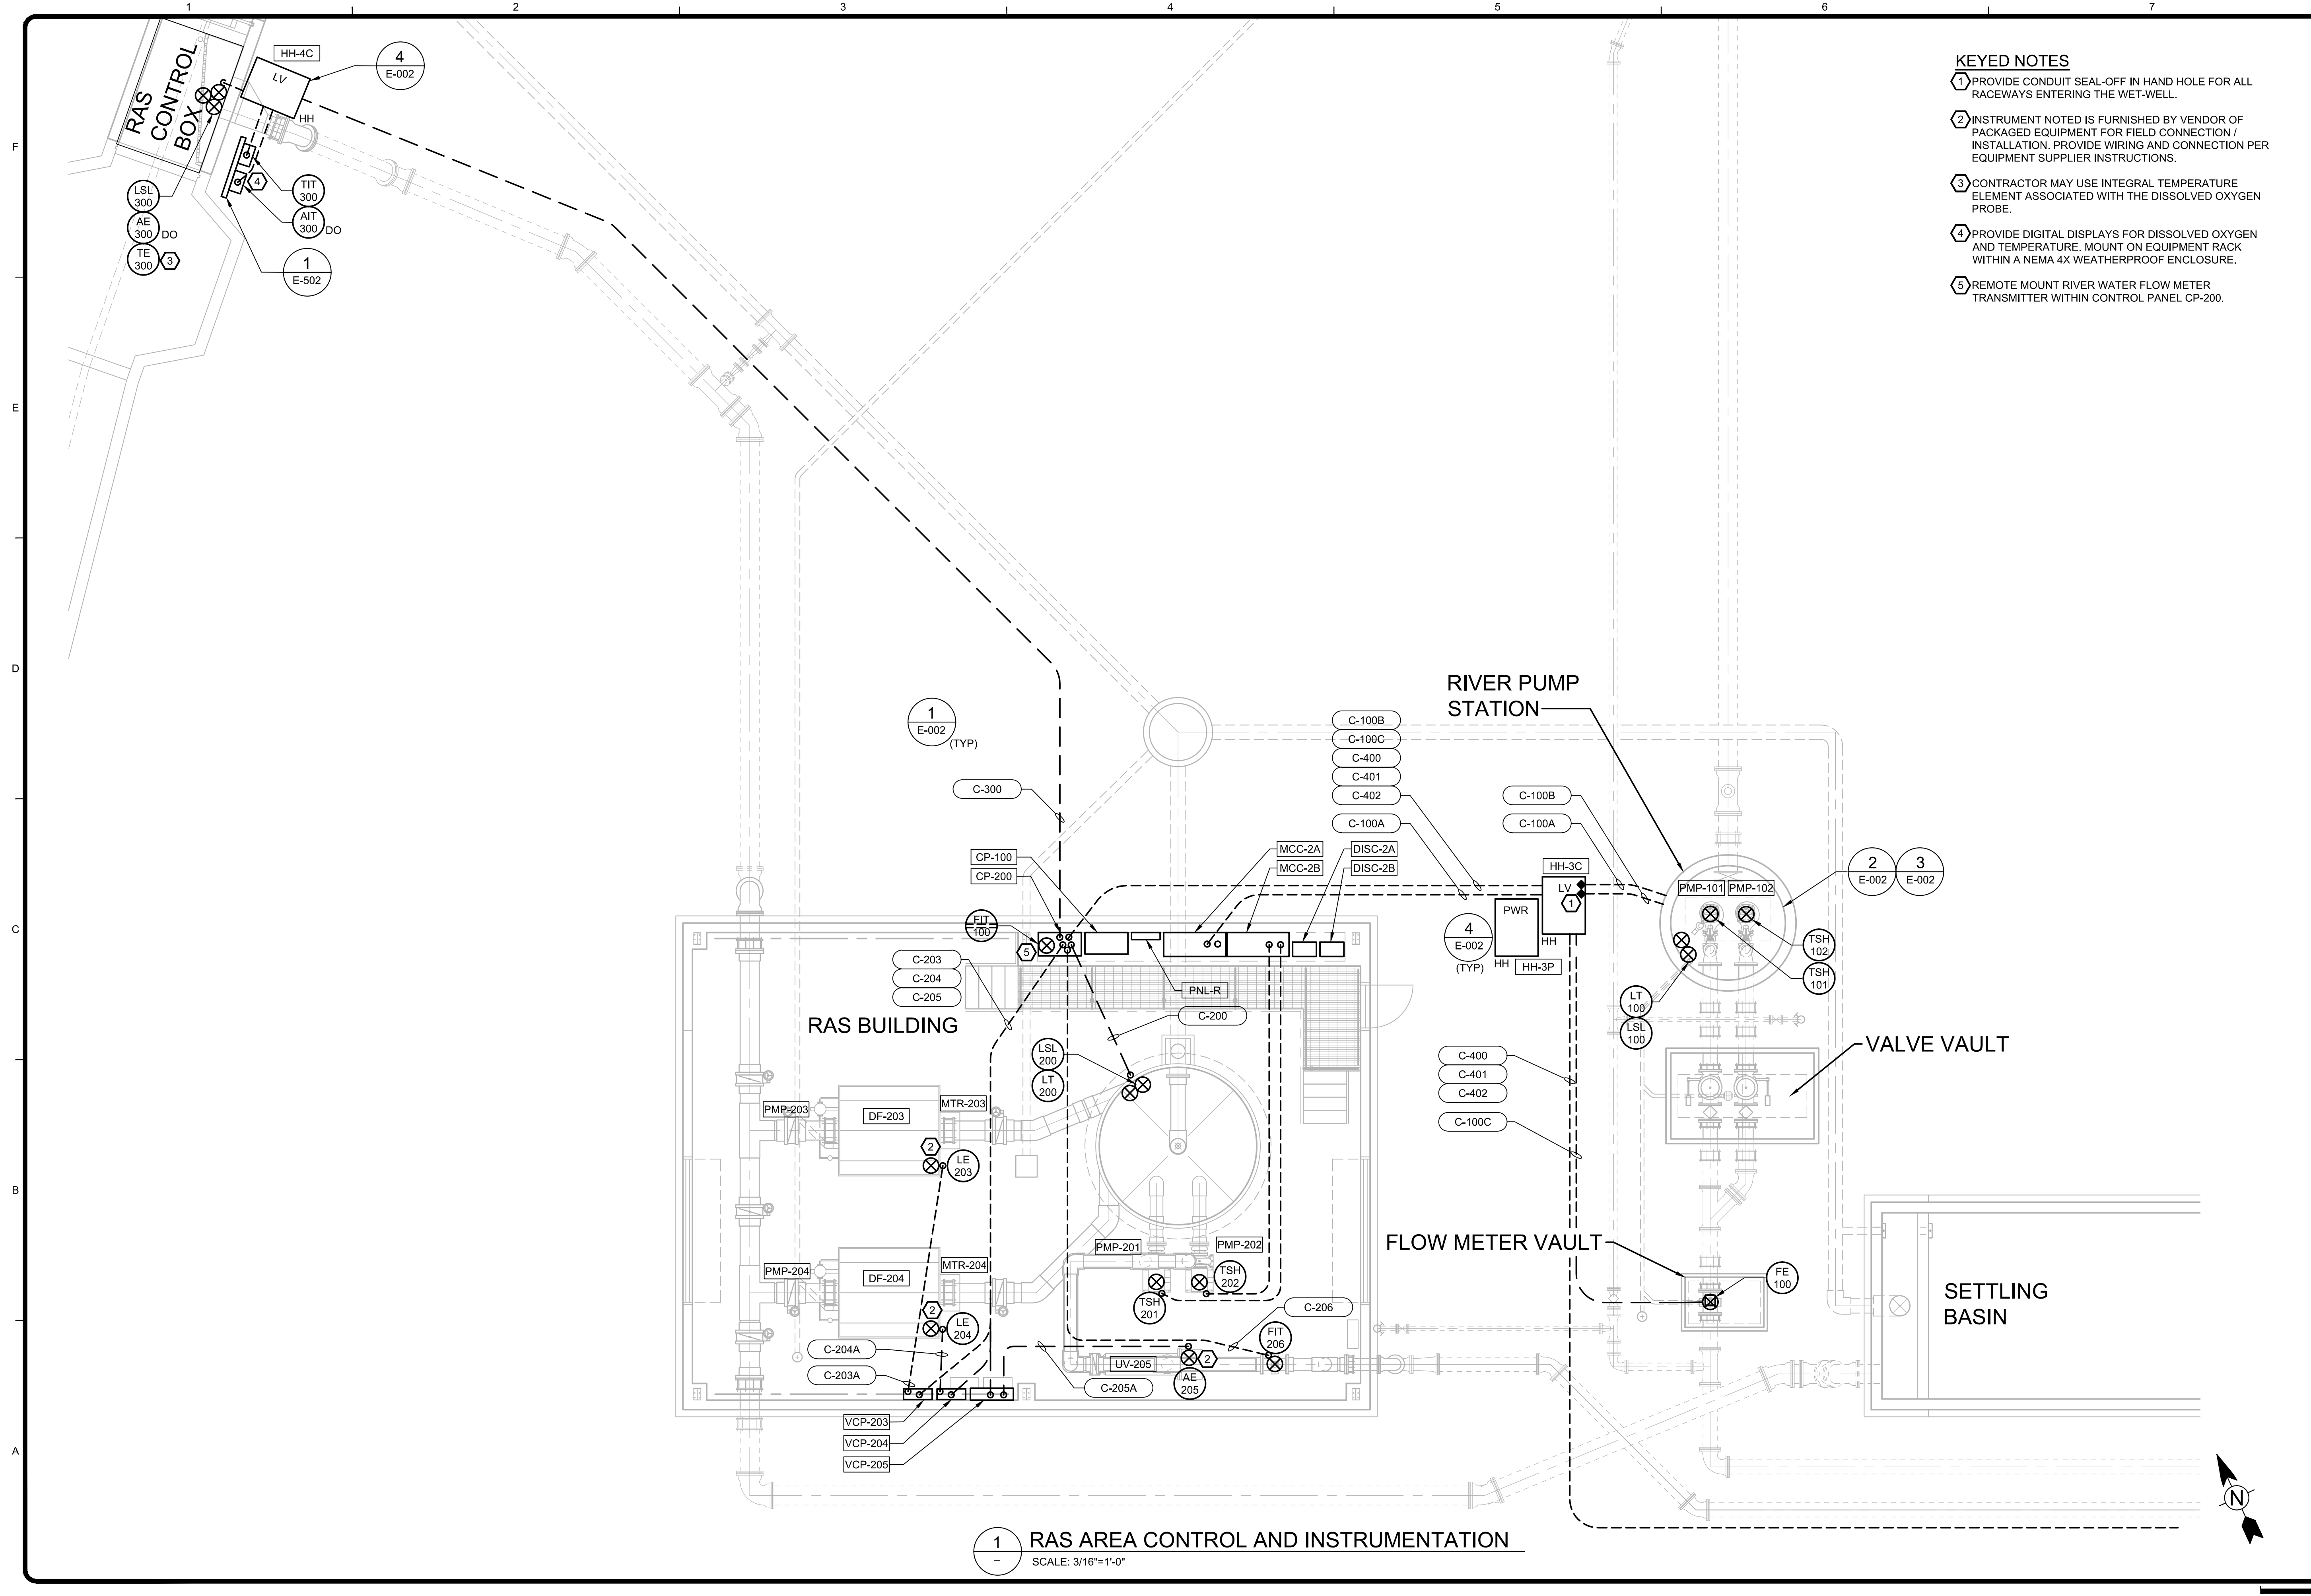 1
2
3
4
5
6
7
F
E
D
C
B
A
KEYED NOTES
1 PROVIDE CONDUIT SEAL-OFF IN HAND HOLE FOR ALL
RACEWAYS ENTERING THE WET-WELL.
2 INSTRUMENT NOTED IS FURNISHED BY VENDOR OF
PACKAGED EQUIPMENT FOR FIELD CONNECTION /
INSTALLATION. PROVIDE WIRING AND CONNECTION PER
EQUIPMENT SUPPLIER INSTRUCTIONS.
3 CONTRACTOR MAY USE INTEGRAL TEMPERATURE
ELEMENT ASSOCIATED WITH THE DISSOLVED OXYGEN
PROBE.
4 PROVIDE DIGITAL DISPLAYS FOR DISSOLVED OXYGEN
AND TEMPERATURE. MOUNT ON EQUIPMENT RACK
WITHIN A NEMA 4X WEATHERPROOF ENCLOSURE.
5 REMOTE MOUNT RIVER WATER FLOW METER
TRANSMITTER WITHIN CONTROL PANEL CP-200.
RAS
CONTROL
BOX
HH-4C
LV
HH
4
E-002
LSL
300
AE
300 DO
TE
300
3
4
TIT
300
AIT
300 DO
1
E-502
1
E-002
(TYP)
C-300
CP-100
CP-200
FIT
100
5
C-203
C-204
C-205
RAS BUILDING
PNL-R
C-200
MCC-2A
MCC-2B
DISC-2A
DISC-2B
C-100B
C-100C
C-400
C-401
C-402
C-100A
C-100B
C-100A
RIVER PUMP
STATION
HH-3C
LV
1
HH
PWR
HH
HH-3P
4
E-002
(TYP)
PMP-101
PMP-102
2
E-002
3
E-002
TSH
102
TSH
101
LT
100
LSL
100
VALVE VAULT
C-400
C-401
C-402
C-100C
FLOW METER VAULT
FE
100
SETTLING
BASIN
LSL
200
LT
200
PMP-203
DF-203
MTR-203
2
LE
203
PMP-204
DF-204
MTR-204
2
LE
204
PMP-201
PMP-202
TSH
202
TSH
201
C-206
FIT
206
UV-205
2
AE
205
C-205A
C-204A
C-203A
VCP-203
VCP-204
VCP-205
N
1
–
RAS AREA CONTROL AND INSTRUMENTATION
SCALE: 3/16"=1'-0"